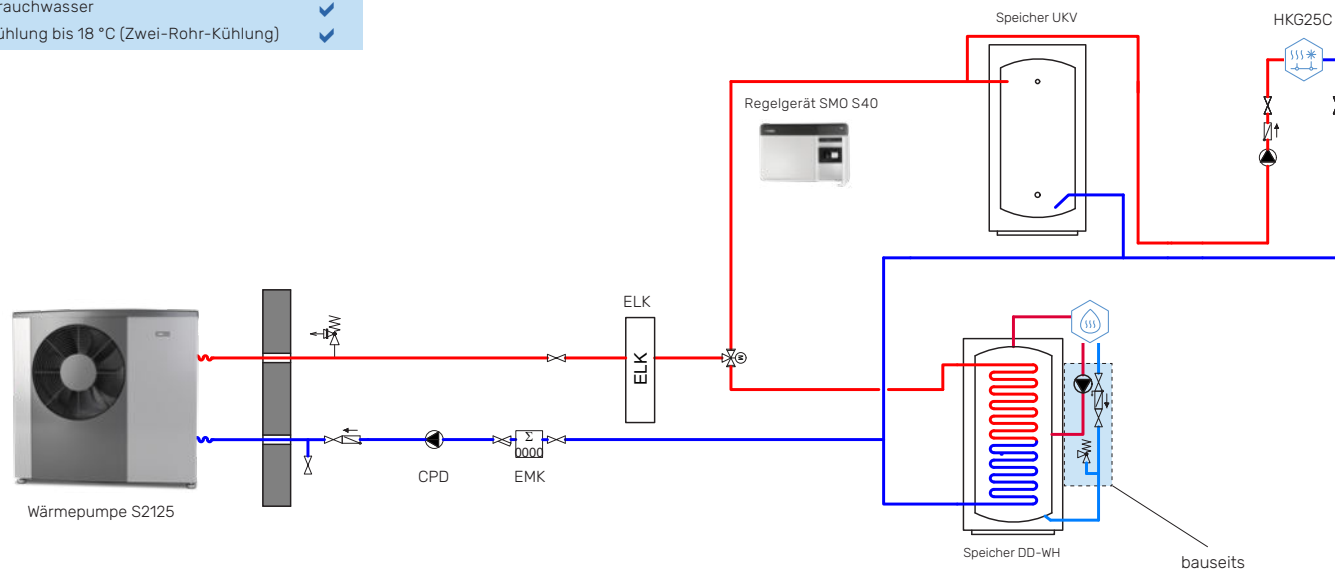 rauchwasser
ühlung bis 18 °C (Zwei-Rohr-Kühlung)
Speicher UKV
HKG25C
Regelgerät SMO S40
ELK
ELK
M
Σ
0000
CPD
EMK
Wärmepumpe S2125
Speicher DD-WH
bauseits